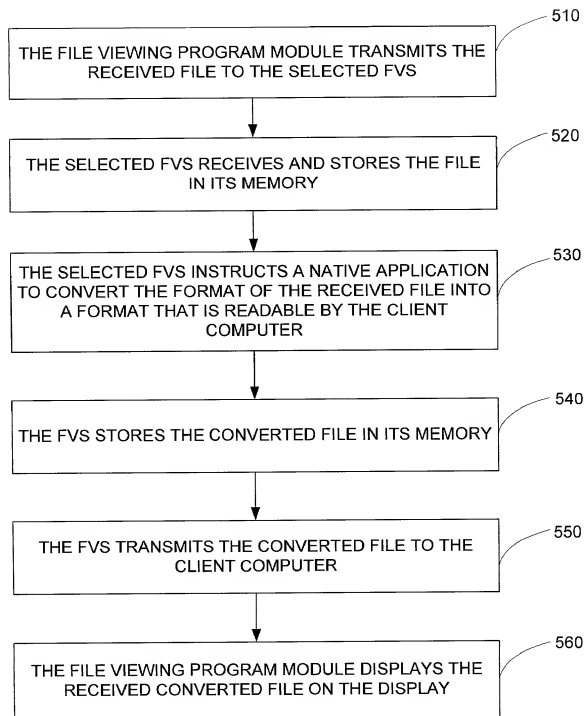 510
THE FILE VIEWING PROGRAM MODULE TRANSMITS THE
RECEIVED FILE TO THE SELECTED FVS
520
THE SELECTED FVS RECEIVES AND STORES THE FILE
IN ITS MEMORY
530
THE SELECTED FVS INSTRUCTS A NATIVE APPLICATION
TO CONVERT THE FORMAT OF THE RECEIVED FILE INTO
A FORMAT THAT IS READABLE BY THE CLIENT
COMPUTER
540
THE FVS STORES THE CONVERTED FILE IN ITS MEMORY
550
THE FVS TRANSMITS THE CONVERTED FILE TO THE
CLIENT COMPUTER
560
THE FILE VIEWING PROGRAM MODULE DISPLAYS THE
RECEIVED CONVERTED FILE ON THE DISPLAY